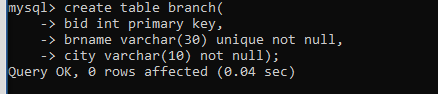 mysql> create table branch(
    -> bid int primary key,
    -> brname varchar(30) unique not null,
    -> city varchar(10) not null);
Query OK, 0 rows affected (0.04 sec)